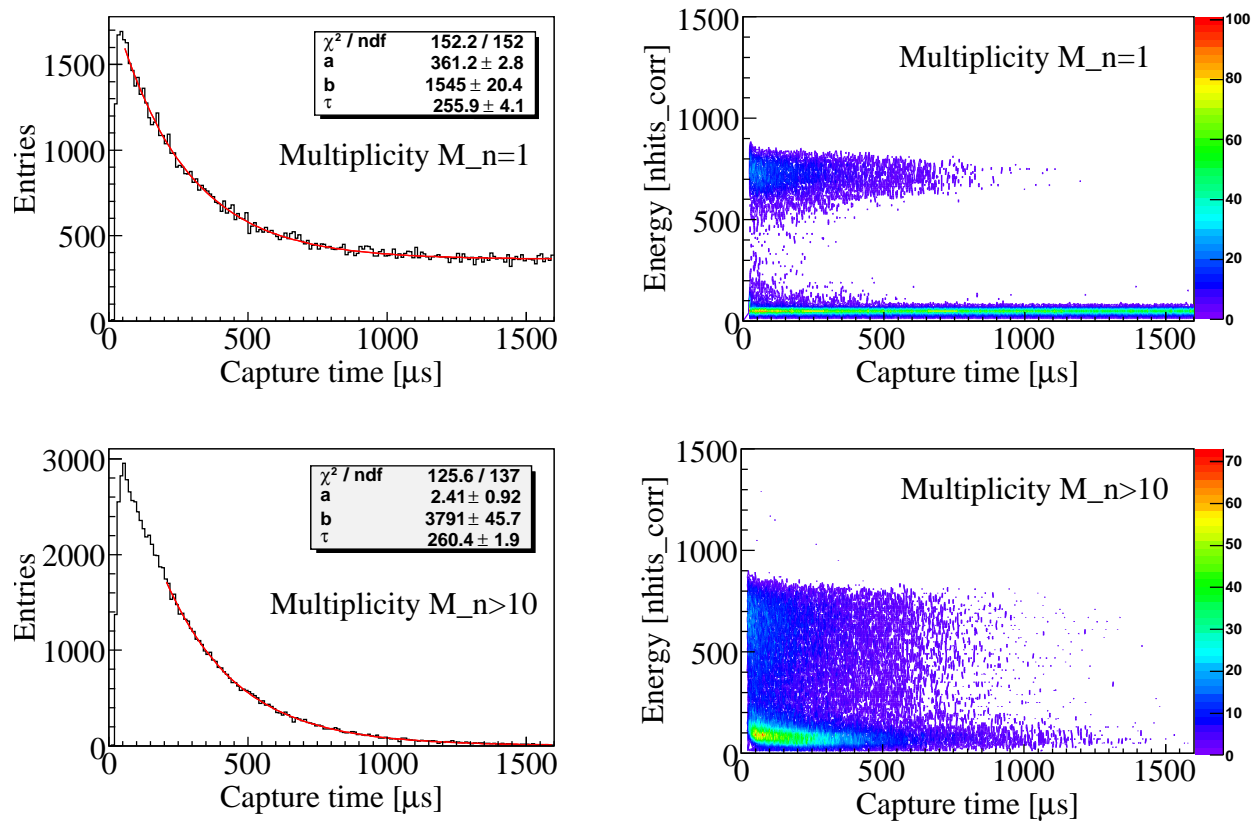 χ² / ndf 152.2 / 152
a 361.2 ± 2.8
b 1545 ± 20.4
τ 255.9 ± 4.1
Multiplicity M_n=1
Entries
1500
1000
500
0
0 500 1000 1500
Capture time [μs]
Multiplicity M_n=1
Energy [nhits_corr]
1500
1000
500
0
0 500 1000 1500
Capture time [μs]
100
80
60
40
20
0
χ² / ndf 125.6 / 137
a 2.41 ± 0.92
b 3791 ± 45.7
τ 260.4 ± 1.9
Multiplicity M_n>10
Entries
3000
2000
1000
0
0 500 1000 1500
Capture time [μs]
Multiplicity M_n>10
Energy [nhits_corr]
1500
1000
500
0
0 500 1000 1500
Capture time [μs]
70
60
50
40
30
20
10
0